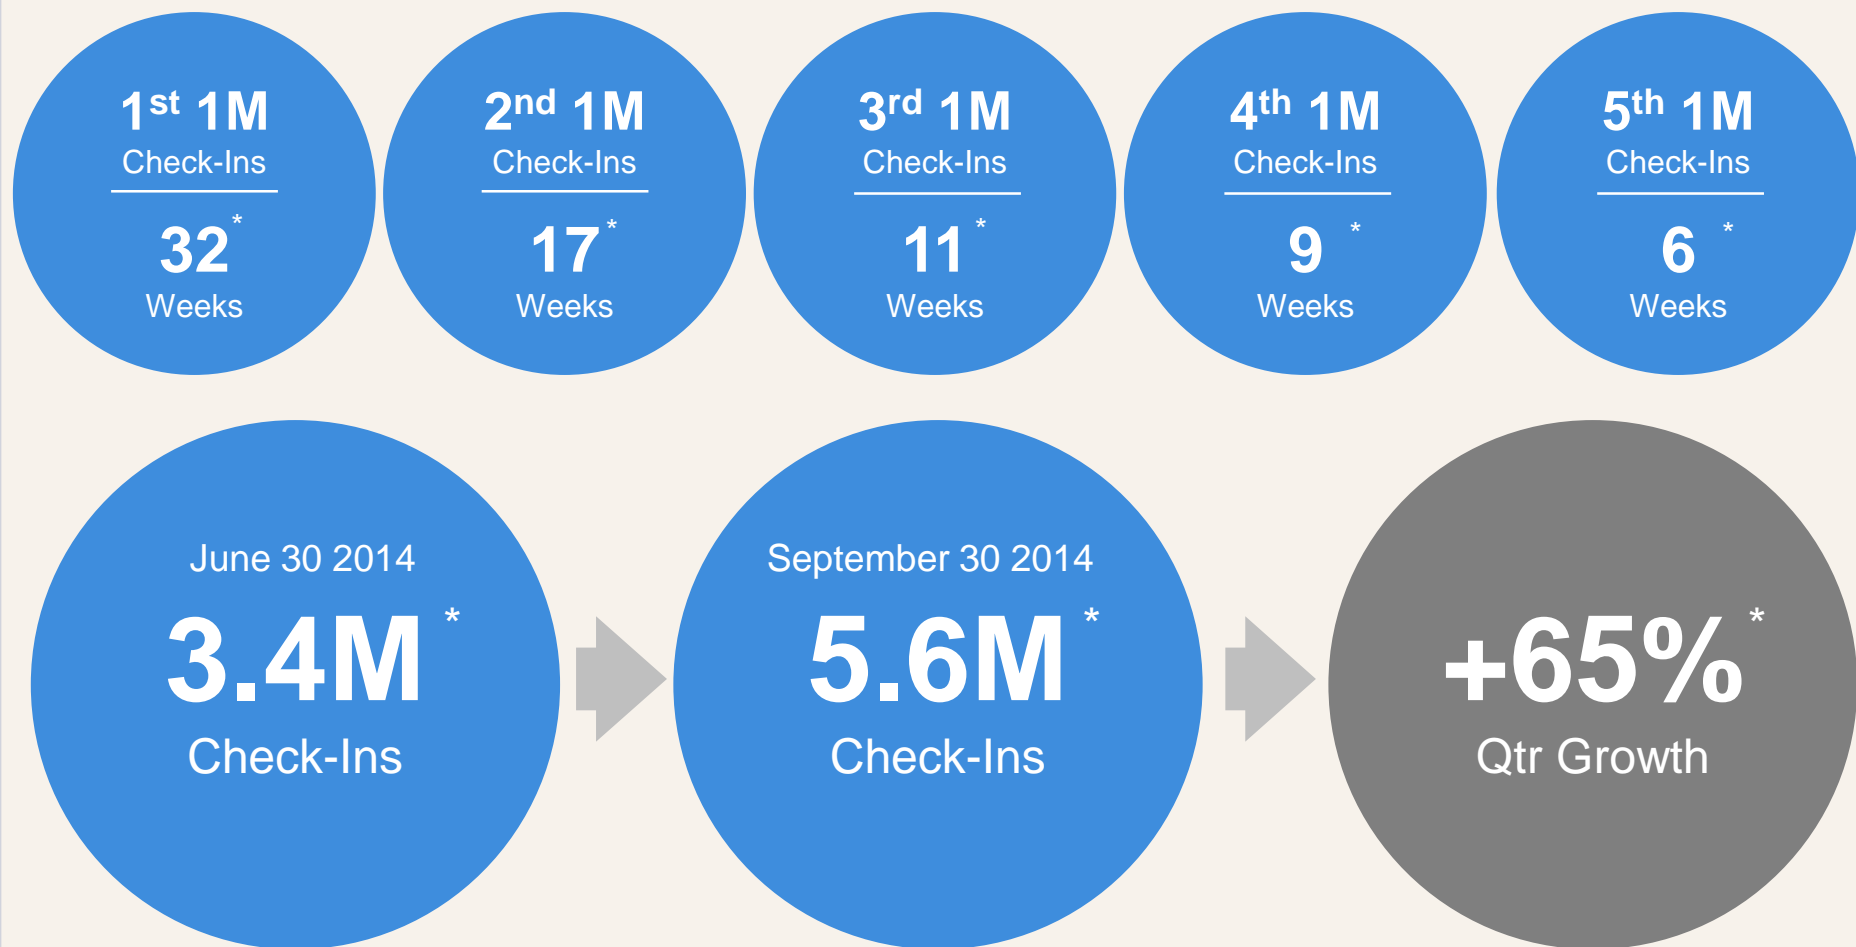 1st 1M
Check-Ins
32*
Weeks
2nd 1M
Check-Ins
17*
Weeks
3rd 1M
Check-Ins
11*
Weeks
4th 1M
Check-Ins
9 *
Weeks
5th 1M
Check-Ins
6 *
Weeks
June 30 2014
3.4M *
Check-Ins
September 30 2014
5.6M *
Check-Ins
+65%*
Qtr Growth